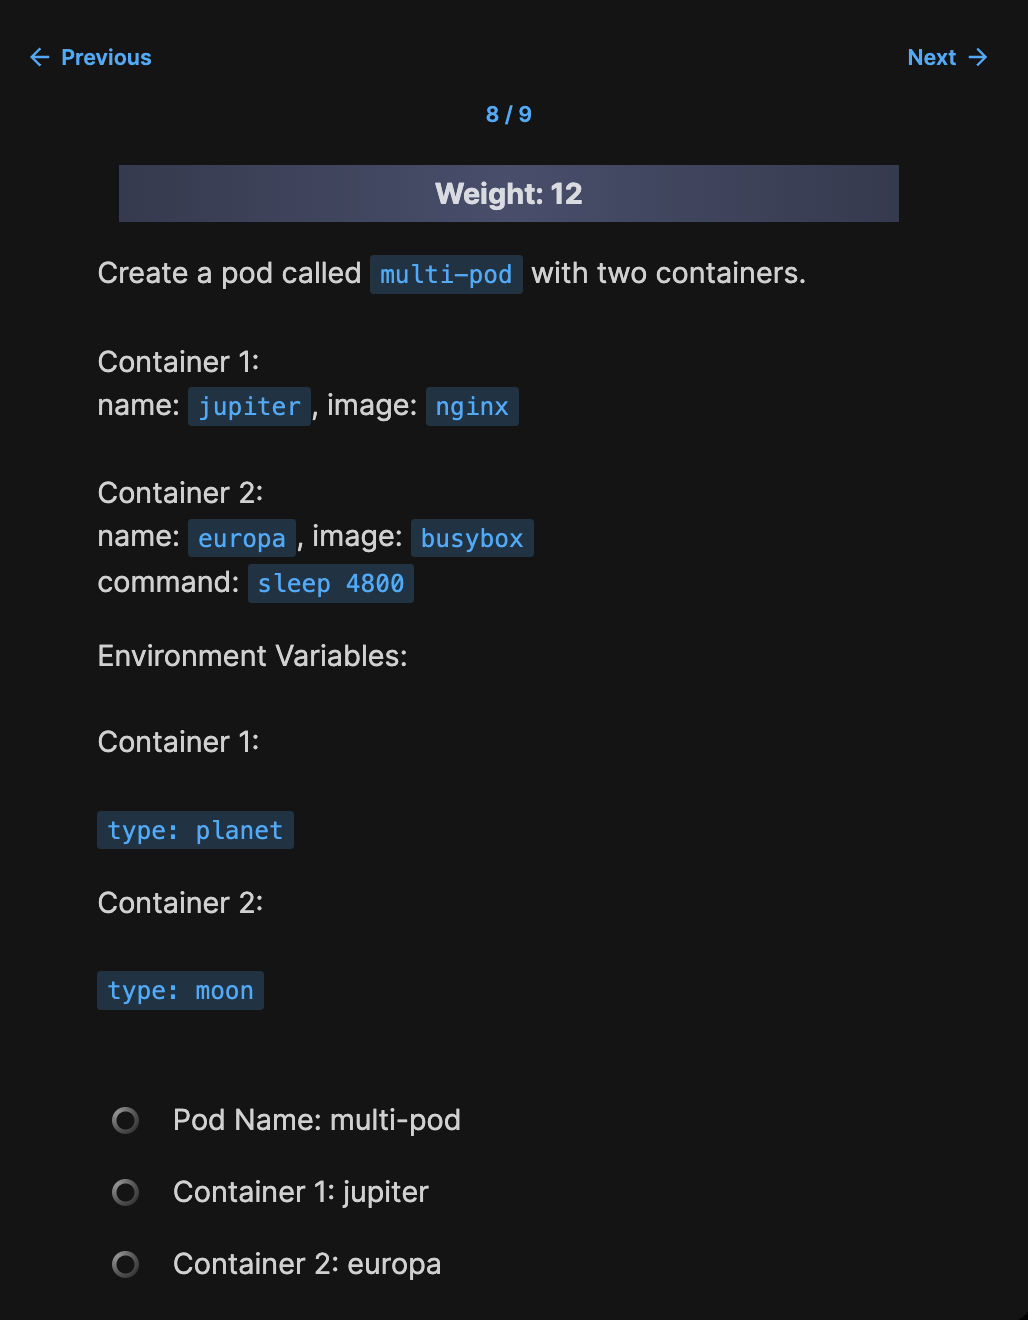 ← Previous
Next →
8 / 9
Weight: 12
Create a pod called multi-pod with two containers.
Container 1:
name: jupiter, image: nginx
Container 2:
name: europa, image: busybox
command: sleep 4800
Environment Variables:
Container 1:
type: planet
Container 2:
type: moon
Pod Name: multi-pod
Container 1: jupiter
Container 2: europa